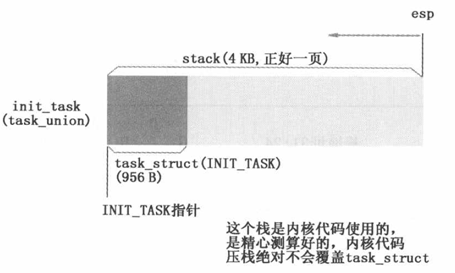 esp
stack(4 KB,正好一页)
init_task
(task_union)
task_struct(INIT_TASK)
(956 B)
INIT_TASK指针
这个栈是内核代码使用的,
是精心测算好的, 内核代码
压栈绝对不会覆盖task_struct